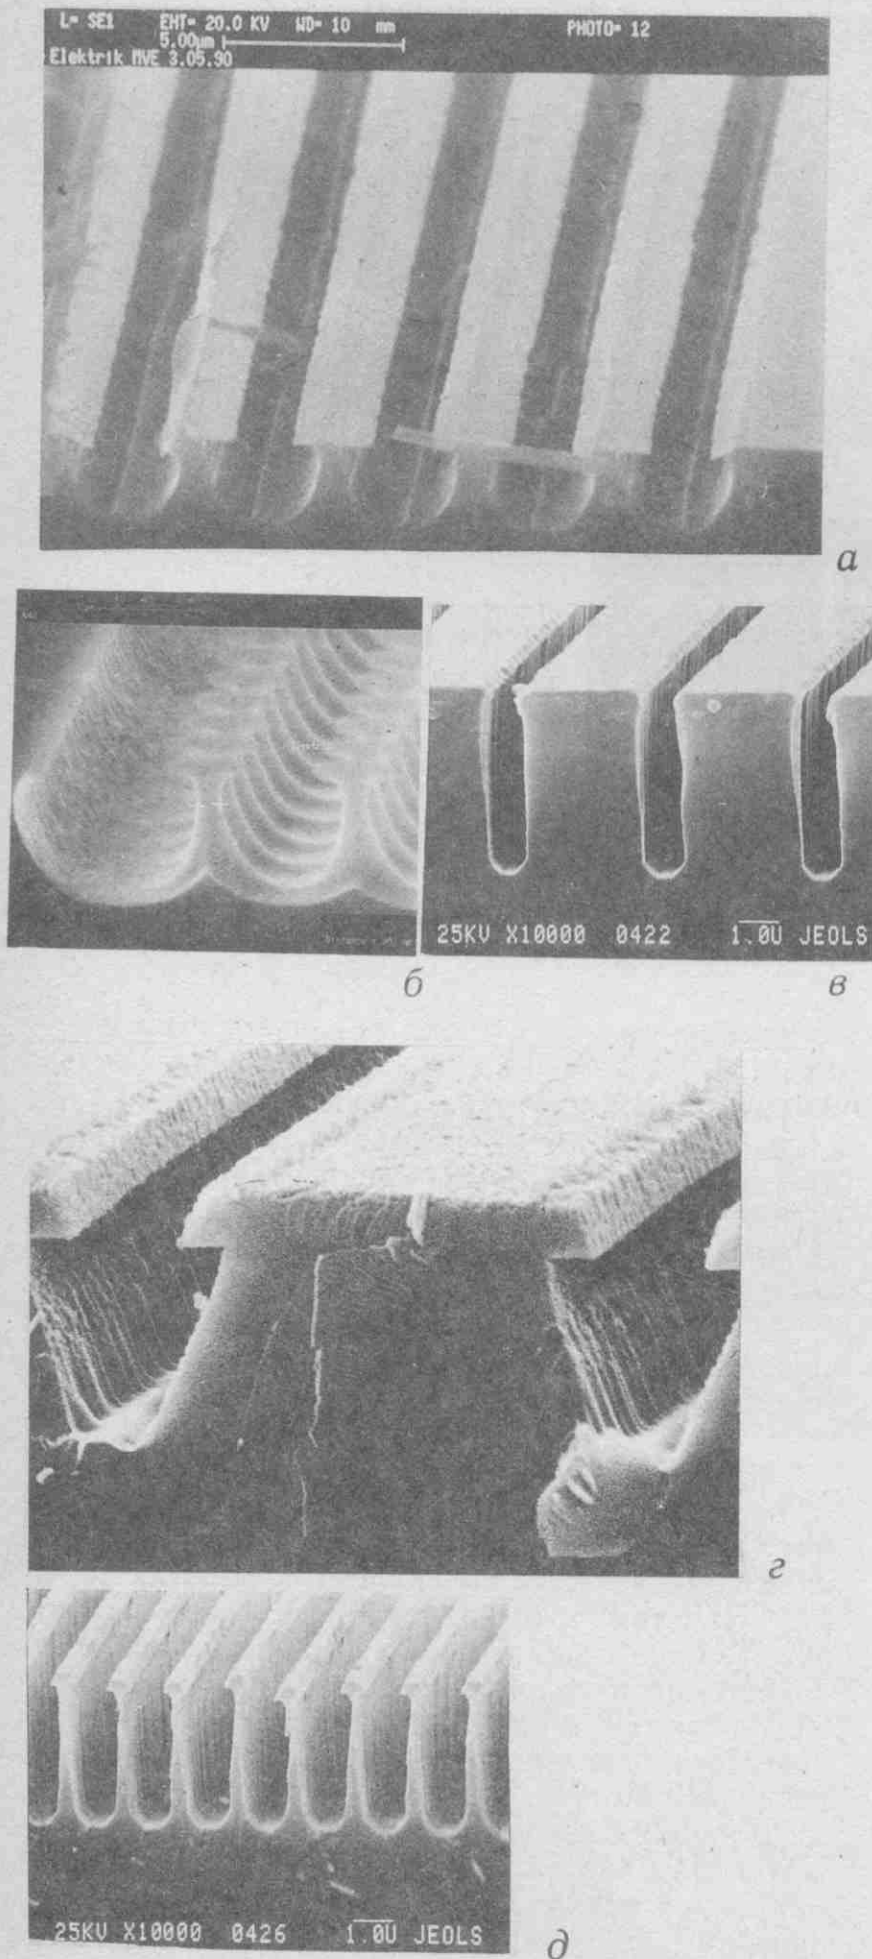 L= SE1 EHT= 20.0 KV WD= 10 mm PHOTO= 12
5.00µm
Elektrik MVE 3.05.90
а
б
25KV X10000 0422 1.0U JEOLS
в
г
25KV X10000 0426 1.0U JEOLS
д